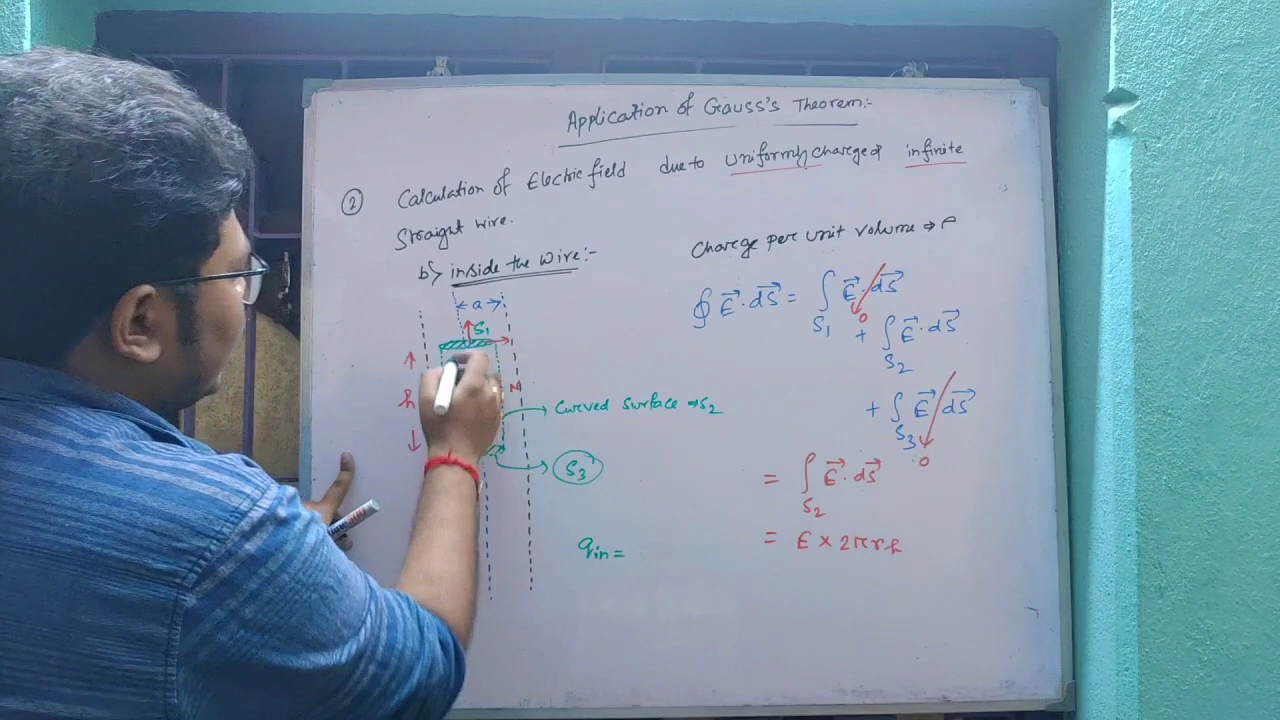 Application of Gauss's Theorem:-
② Calculation of Electric field due to uniformly charged infinite
straight wire.
b) inside the wire:-
charge per unit volume ⇒ ρ
← a →
S₁
h
Curved surface ⇒ S₂
S₃
∮ E⃗ · dS⃗ = ∫S₁ E⃗ · dS⃗ 0
+ ∫S₂ E⃗ · dS⃗
+ ∫S₃ E⃗ · dS⃗ 0
= ∫S₂ E⃗ · dS⃗
= E × 2πrh
qin =